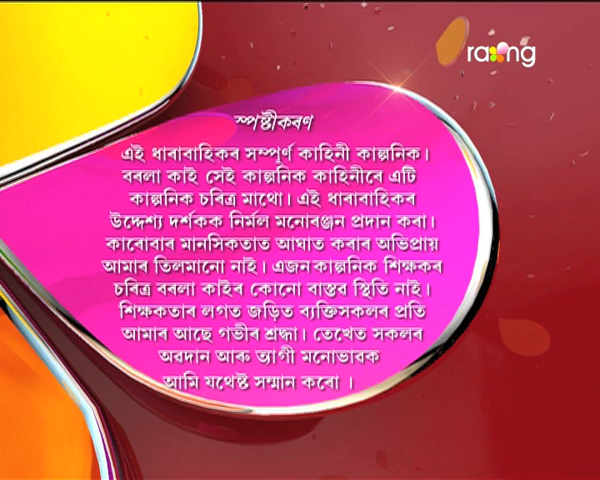 rang
স্পষ্টীকৰণ
এই ধাৰাবাহিকৰ সম্পূৰ্ণ কাহিনী কাল্পনিক।
বৰলা কাই সেই কাল্পনিক কাহিনীৰে এটি
কাল্পনিক চৰিত্ৰ মাথো। এই ধাৰাবাহিকৰ
উদ্দেশ্য দৰ্শকক নিৰ্মল মনোৰঞ্জন প্ৰদান কৰা।
কাৰোবাৰ মানসিকতাত আঘাত কৰাৰ অভিপ্ৰায়
আমাৰ তিলমানো নাই। এজন কাল্পনিক শিক্ষকৰ
চৰিত্ৰ বৰলা কাইৰ কোনো বাস্তৱ স্থিতি নাই।
শিক্ষকতাৰ লগত জড়িত ব্যক্তিসকলৰ প্ৰতি
আমাৰ আছে গভীৰ শ্ৰদ্ধা। তেখেত সকলৰ
অৱদান আৰু ত্যাগী মনোভাৱক
আমি যথেষ্ট সন্মান কৰো ।